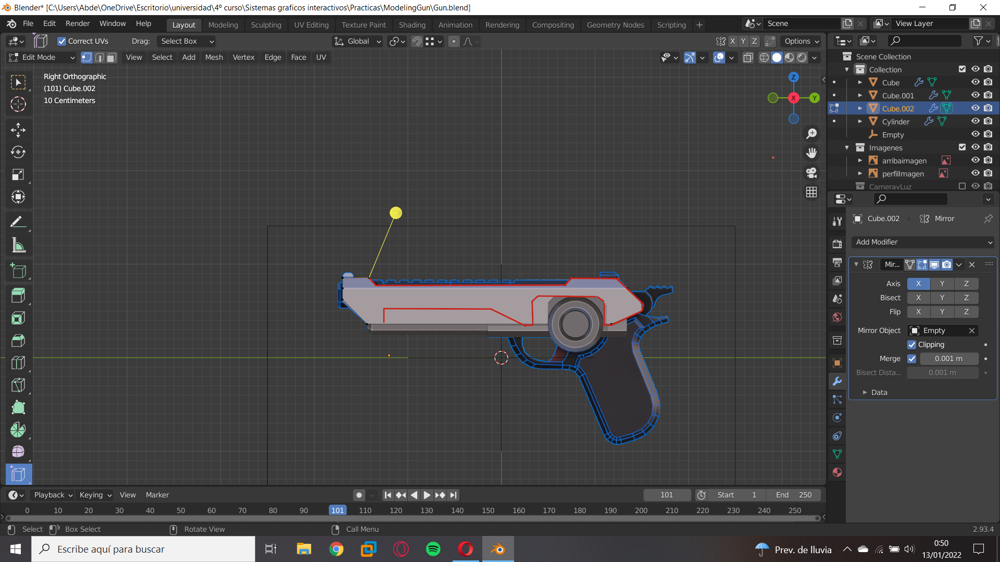 Blender* [C:\Users\Abde\OneDrive\Escritorio\universidad\4º curso\Sistemas graficos interactivos\Practicas\ModelingGun\Gun.blend]
File Edit Render Window Help Layout Modeling Sculpting UV Editing Texture Paint Shading Animation Rendering Compositing Geometry Nodes Scripting + Scene View Layer
Correct UVs Drag: Select Box Global X Y Z Options
Edit Mode View Select Add Mesh Vertex Edge Face UV
Right Orthographic
(101) Cube.002
10 Centimeters
Z
X
Y
Scene Collection
Collection
Cube
Cube.001
Cube.002
Cylinder
Empty
Imagenes
arribaimagen
perfilImagen
CameravLuz
Cube.002 Mirror
Add Modifier
Mir...
Axis X Y Z
Bisect X Y Z
Flip X Y Z
Mirror Object Empty
Clipping
Merge 0.001 m
Bisect Dista... 0.001 m
Data
Playback Keying View Marker 101 Start 1 End 250
0 10 20 30 40 50 60 70 80 90 101 110 120 130 140 150 160 170 180 190 200 210 220 230 240 250
Select Box Select Rotate View Call Menu 2.93.4
Escribe aquí para buscar
Prev. de lluvia
0:50
13/01/2022